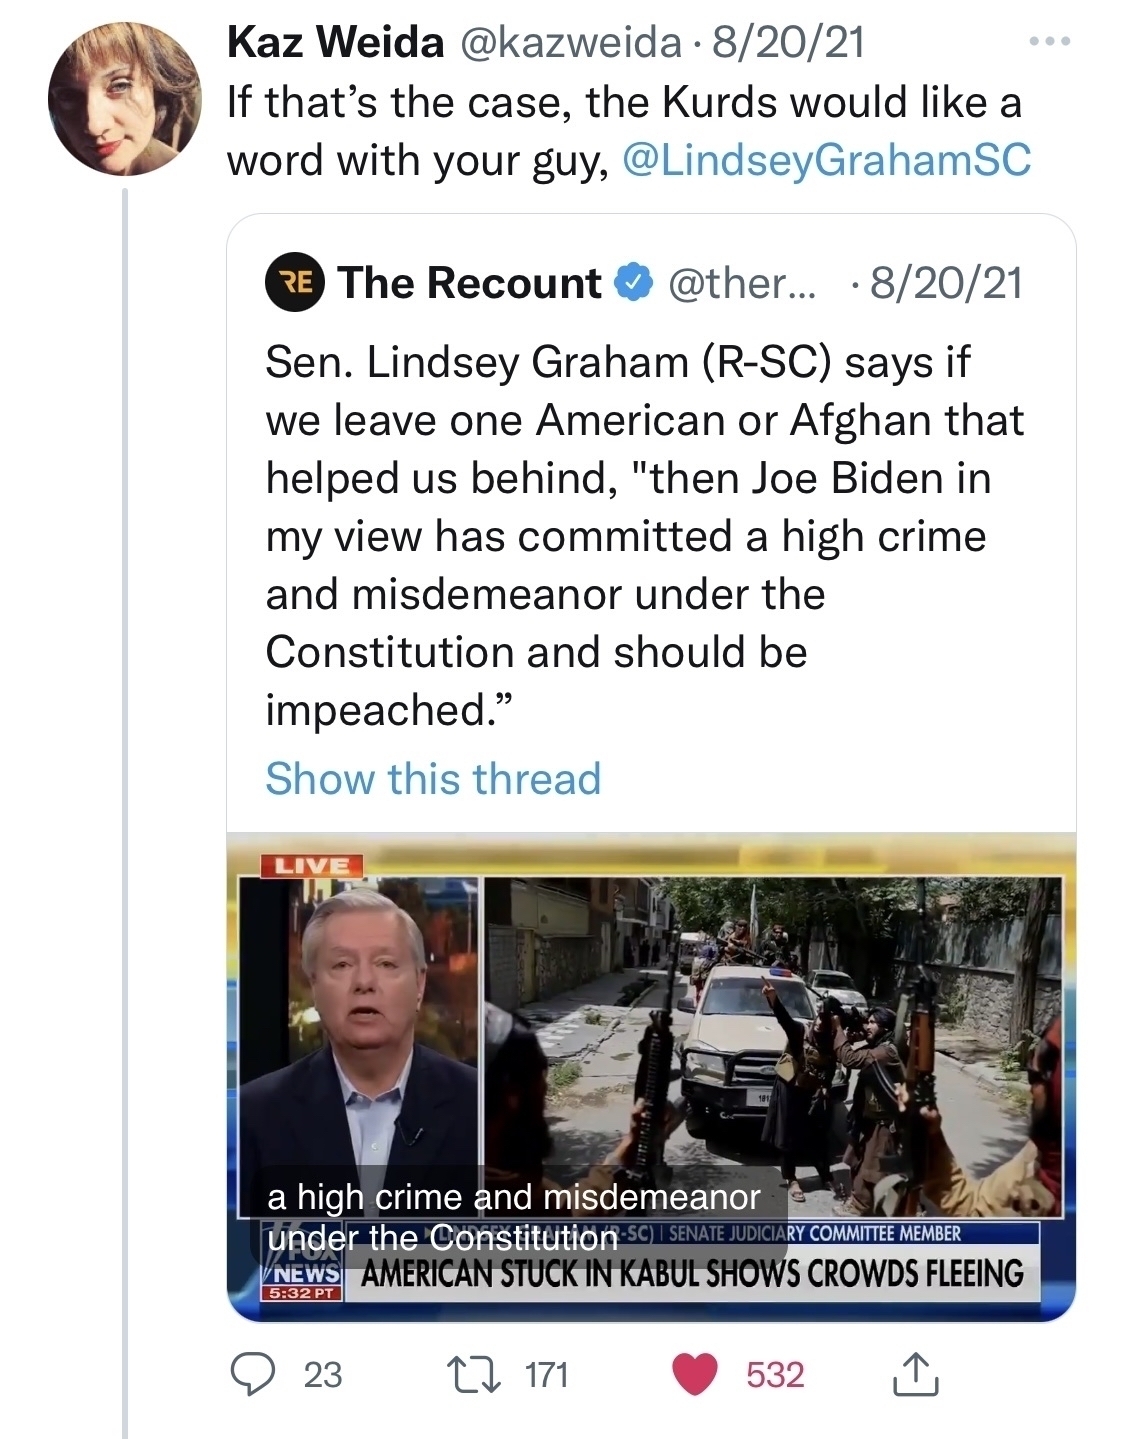 Kaz Weida @kazweida · 8/20/21
If that’s the case, the Kurds would like a
word with your guy, @LindseyGrahamSC
RE The Recount @ther... · 8/20/21
Sen. Lindsey Graham (R-SC) says if
we leave one American or Afghan that
helped us behind, "then Joe Biden in
my view has committed a high crime
and misdemeanor under the
Constitution and should be
impeached.”
Show this thread
LIVE
a high crime and misdemeanor
under the Constitution
LINDSEY GRAHAM (R-SC) | SENATE JUDICIARY COMMITTEE MEMBER
FOX
NEWS
AMERICAN STUCK IN KABUL SHOWS CROWDS FLEEING
5:32 PT
23 171 532